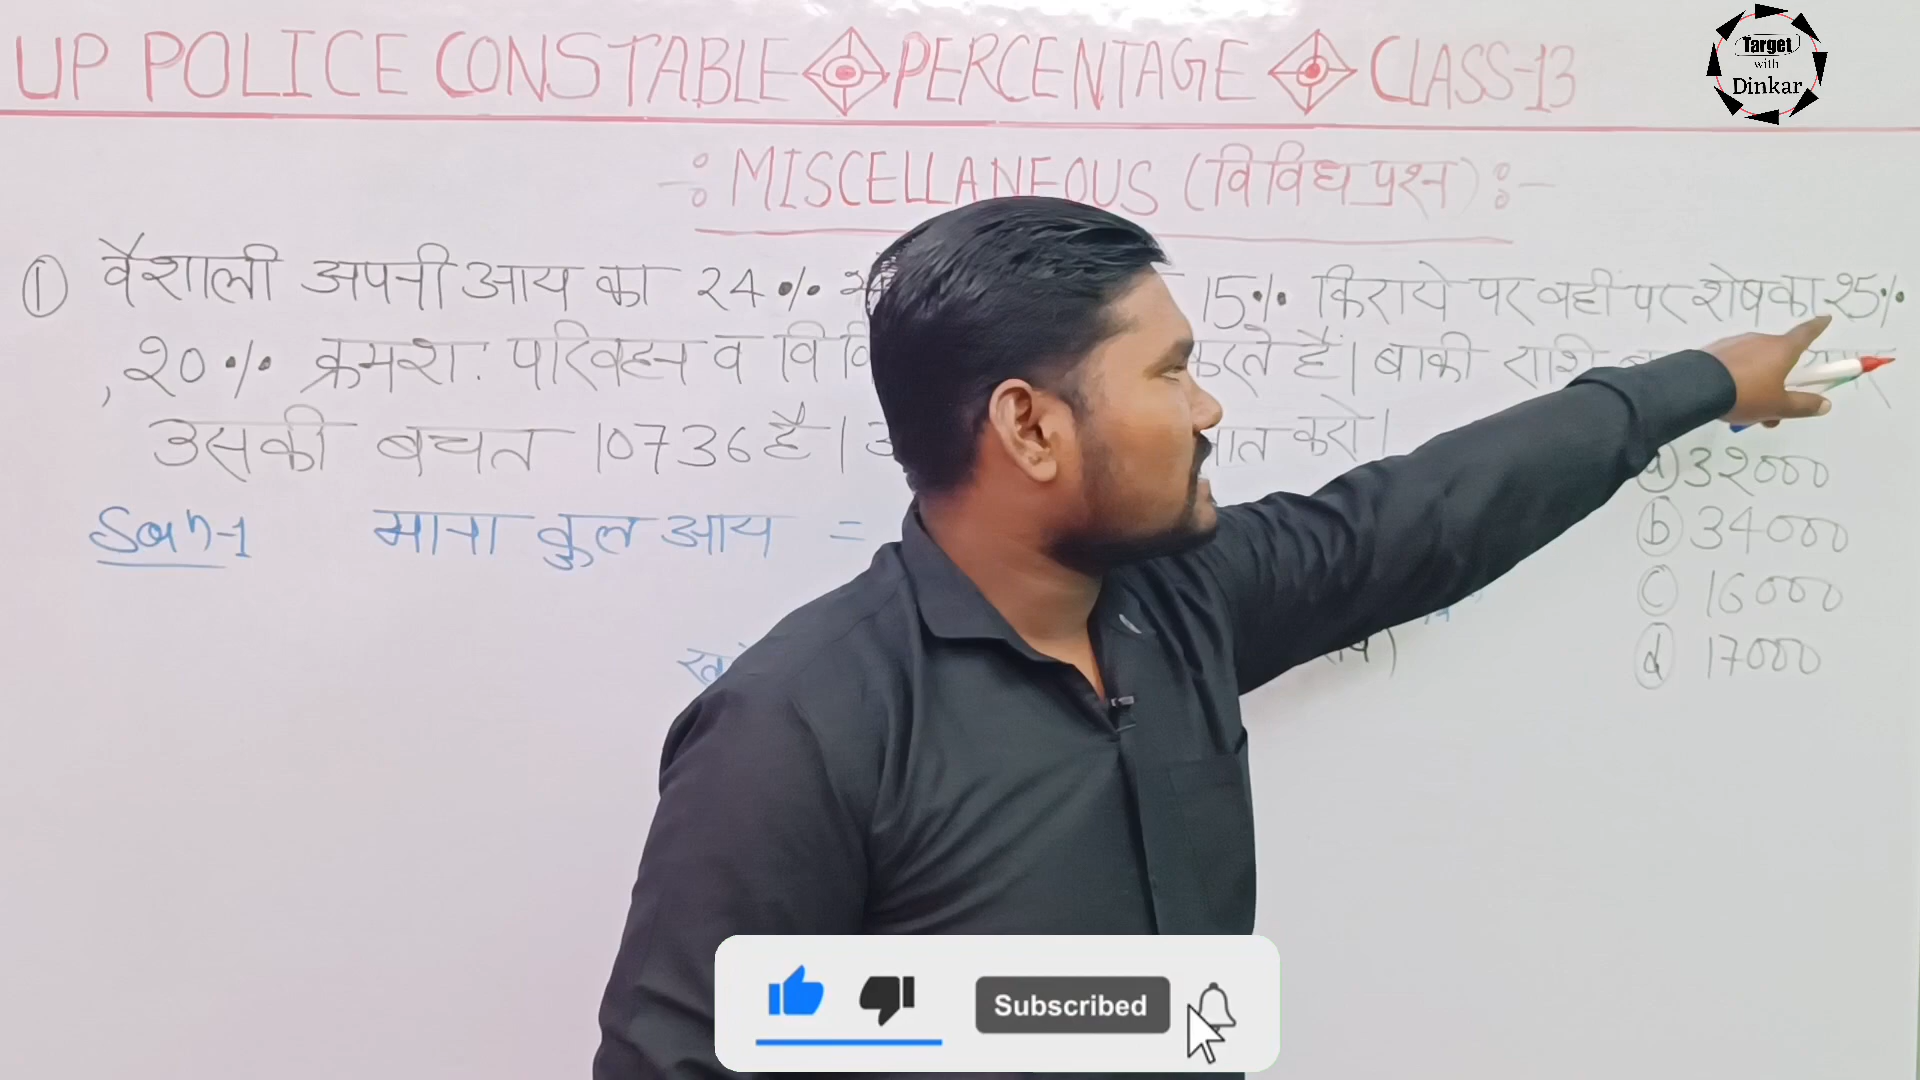 UP POLICE CONSTABLE PERCENTAGE CLASS-13
Target
with
Dinkar
-: MISCELLANEOUS (विविध प्रश्न) :-
① वैशाली अपनी आय का 24% 15% किराये पर वहीं पर शेष का 25%
, 20% क्रमशः परिवहन व करते हैं। बाकी राशि
उसकी बचत 10736 है। करो।
Soln-1 माना कुल आय =
ⓐ 32000
ⓑ 34000
ⓒ 16000
ⓓ 17000
Subscribed